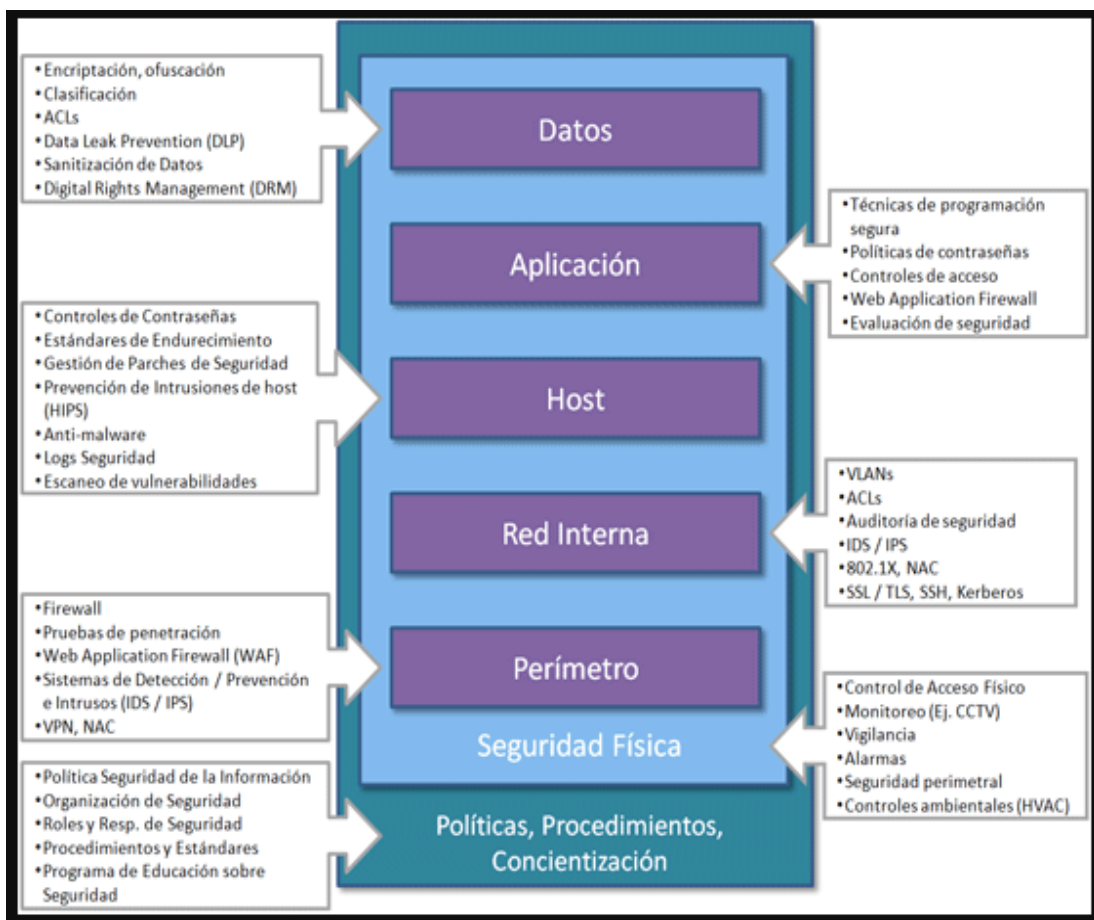 •Encriptación, ofuscación
•Clasificación
•ACLs
•Data Leak Prevention (DLP)
•Sanitización de Datos
•Digital Rights Management (DRM)
Datos
•Técnicas de programación
segura
•Políticas de contraseñas
•Controles de acceso
•Web Application Firewall
•Evaluación de seguridad
Aplicación
•Controles de Contraseñas
•Estándares de Endurecimiento
•Gestión de Parches de Seguridad
•Prevención de Intrusiones de host
(HIPS)
•Anti-malware
•Logs Seguridad
•Escaneo de vulnerabilidades
Host
•VLANs
•ACLs
•Auditoría de seguridad
•IDS / IPS
•802.1X, NAC
•SSL / TLS, SSH, Kerberos
Red Interna
•Firewall
•Pruebas de penetración
•Web Application Firewall (WAF)
•Sistemas de Detección / Prevención
e Intrusos (IDS / IPS)
•VPN, NAC
Perímetro
•Control de Acceso Físico
•Monitoreo (Ej. CCTV)
•Vigilancia
•Alarmas
•Seguridad perimetral
•Controles ambientales (HVAC)
Seguridad Física
•Política Seguridad de la Información
•Organización de Seguridad
•Roles y Resp. de Seguridad
•Procedimientos y Estándares
•Programa de Educación sobre
Seguridad
Políticas, Procedimientos,
Concientización